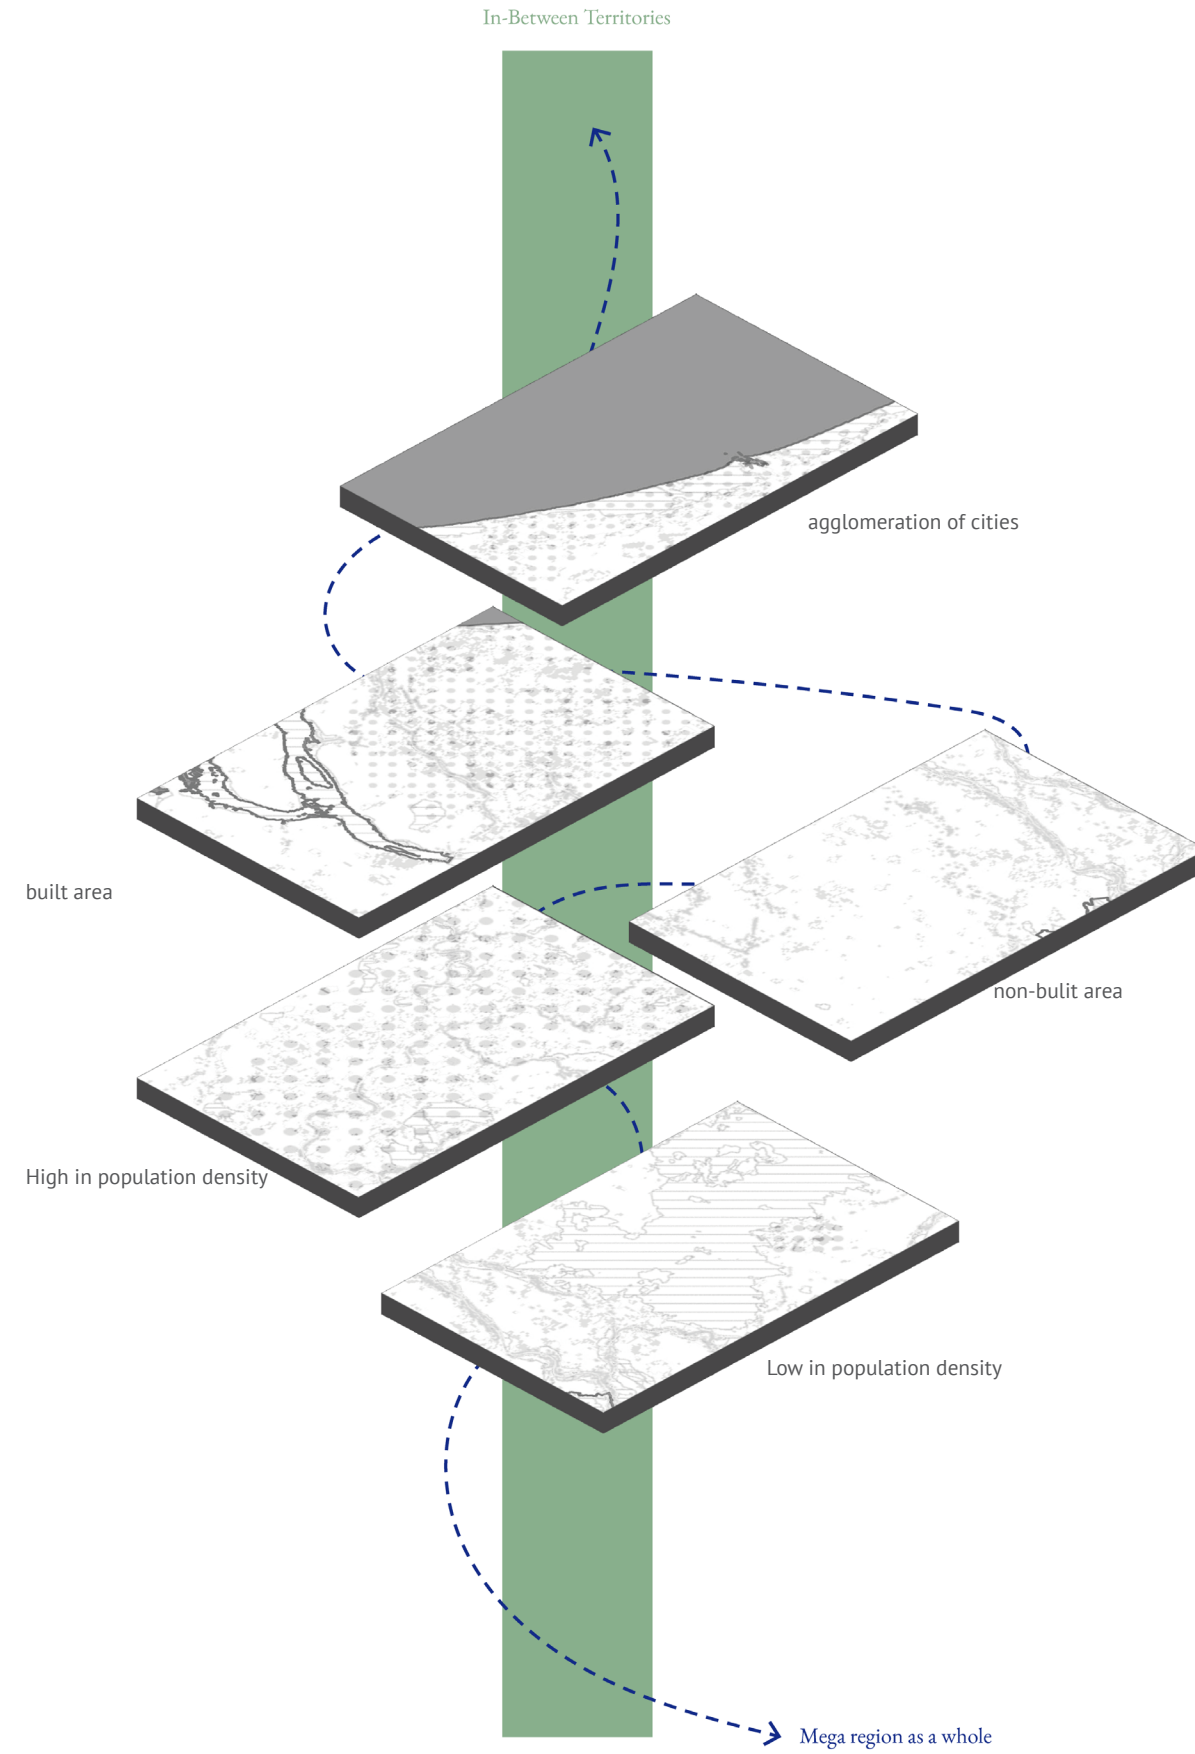 In-Between Territories
agglomeration of cities
built area
non-bulit area
High in population density
Low in population density
Mega region as a whole